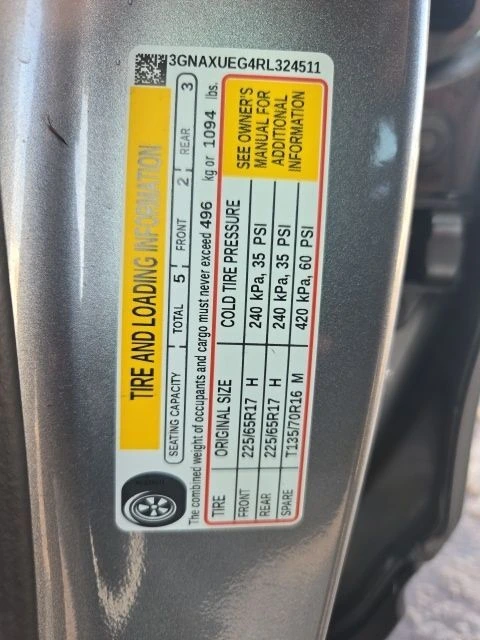 3GNAXUEG4RL324511
TIRE AND LOADING INFORMATION
SEATING CAPACITY TOTAL 5 FRONT 2 REAR 3
The combined weight of occupants and cargo must never exceed 496 kg or 1094 lbs.
TIRE ORIGINAL SIZE COLD TIRE PRESSURE
FRONT 225/65R17 H 240 kPa, 35 PSI
REAR 225/65R17 H 240 kPa, 35 PSI
SPARE T135/70R16 M 420 kPa, 60 PSI
SEE OWNER'S
MANUAL FOR
ADDITIONAL
INFORMATION